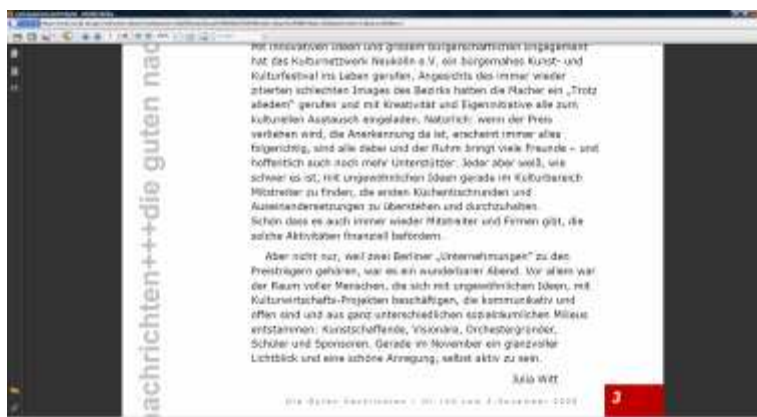 Mit innovativen Ideen und grossem bürgerschaftlichen Engagement
hat das Kulturnetzwerk Neukölln e.V. ein bürgernahes Kunst- und
Kulturfestival ins Leben gerufen. Angesichts des immer wieder
zitierten schlechten Images des Bezirks hatten die Macher ein „Trotz
alledem“ gerufen und mit Kreativität und Eigeninitiative alle zum
kulturellen Austausch eingeladen. Natürlich: wenn der Preis
verliehen wird, die Anerkennung da ist, erscheint immer alles
folgerichtig, sind alle dabei und der Ruhm bringt viele Freunde – und
hoffentlich auch noch mehr Unterstützer. Jeder aber weiß, wie
schwer es ist, mit ungewöhnlichen Ideen gerade im Kulturbereich
Mitstreiter zu finden, die ersten Küchentischrunden und
Auseinandersetzungen zu überstehen und durchzuhalten.
Schön dass es auch immer wieder Mitstreiter und Firmen gibt, die
solche Aktivitäten finanziell befördern.
Aber nicht nur, weil zwei Berliner „Unternehmungen“ zu den
Preisträgern gehören, war es ein wunderbarer Abend. Vor allem war
der Raum voller Menschen, die sich mit ungewöhnlichen Ideen, mit
Kulturwirtschafts-Projekten beschäftigen, die kommunikativ und
offen sind und aus ganz unterschiedlichen sozialräumlichen Milieus
entstammen: Kunstschaffende, Visionäre, Orchestergründer,
Schüler und Sponsoren. Gerade im November ein glanzvoller
Lichtblick und eine schöne Anregung, selbst aktiv zu sein.
Julia Witt
Die Guten Nachrichten
3
achrichten+++die guten nac